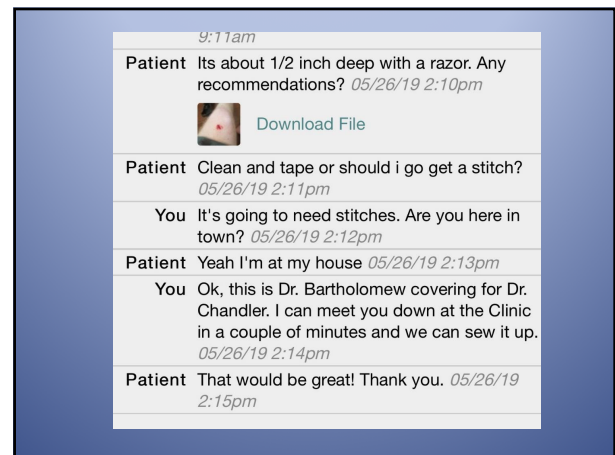 9:11am
Patient Its about 1/2 inch deep with a razor. Any
recommendations? 05/26/19 2:10pm
Download File
Patient Clean and tape or should i go get a stitch?
05/26/19 2:11pm
You It's going to need stitches. Are you here in
town? 05/26/19 2:12pm
Patient Yeah I'm at my house 05/26/19 2:13pm
You Ok, this is Dr. Bartholomew covering for Dr.
Chandler. I can meet you down at the Clinic
in a couple of minutes and we can sew it up.
05/26/19 2:14pm
Patient That would be great! Thank you. 05/26/19
2:15pm